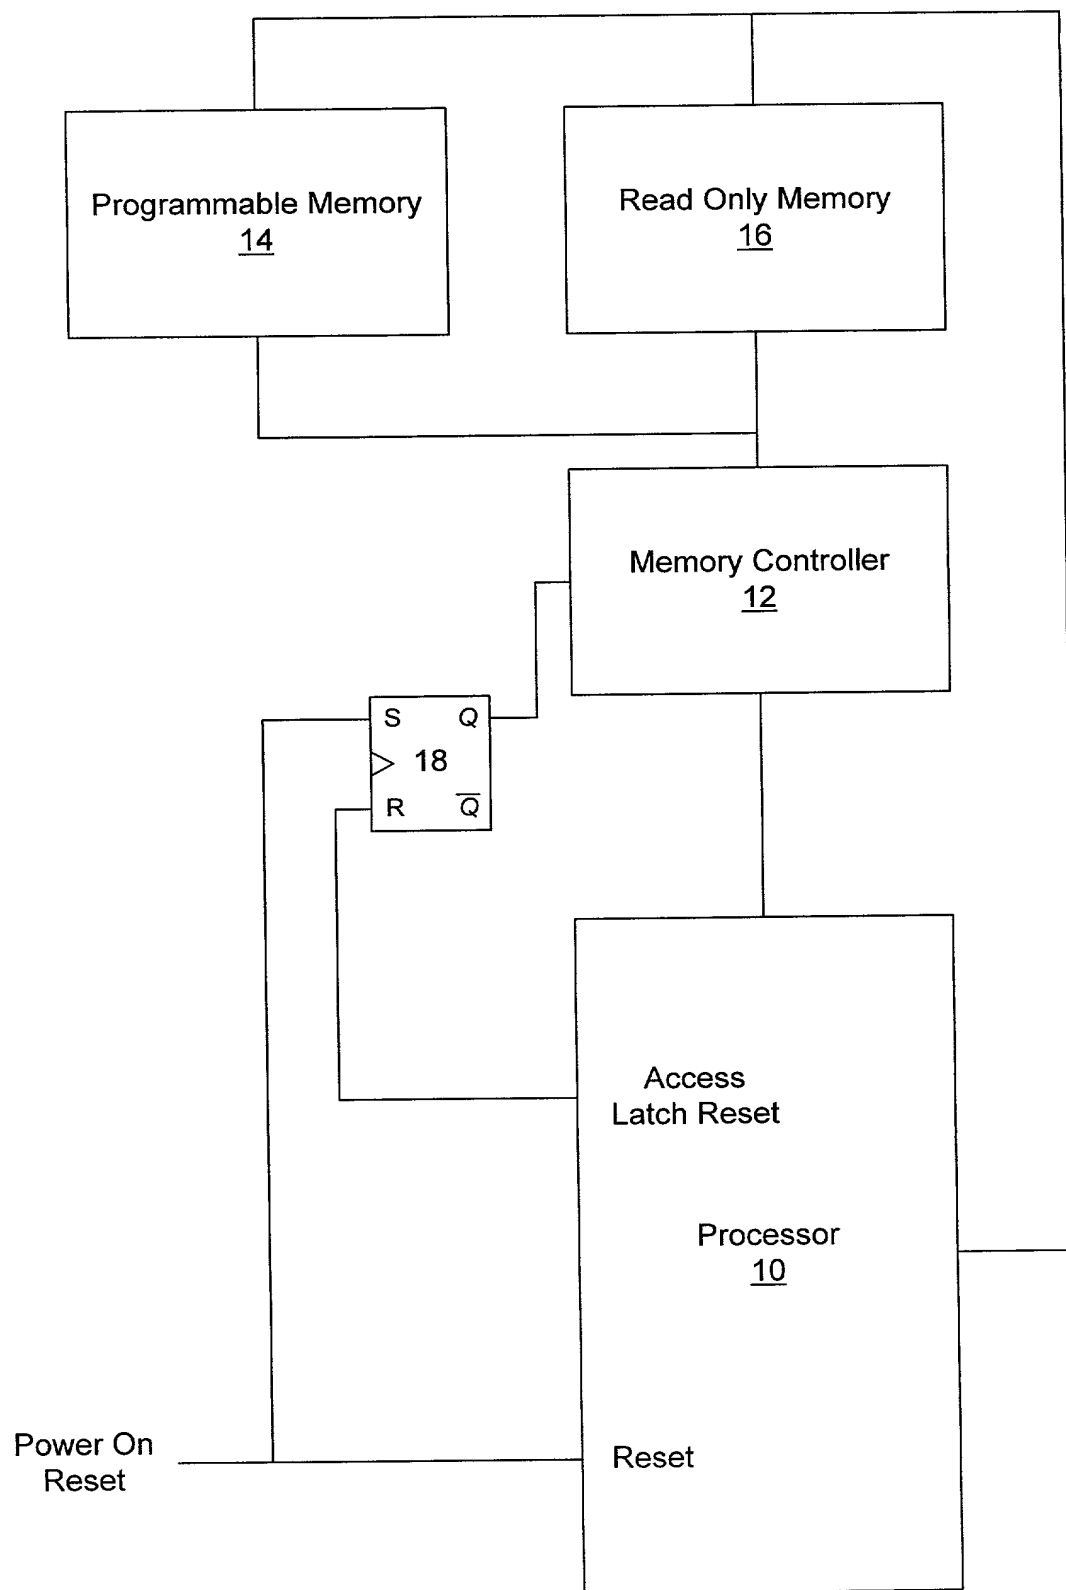 Programmable Memory
14
Read Only Memory
16
Memory Controller
12
S Q
18
R Q̅
Access
Latch Reset
Processor
10
Power On
Reset
Reset